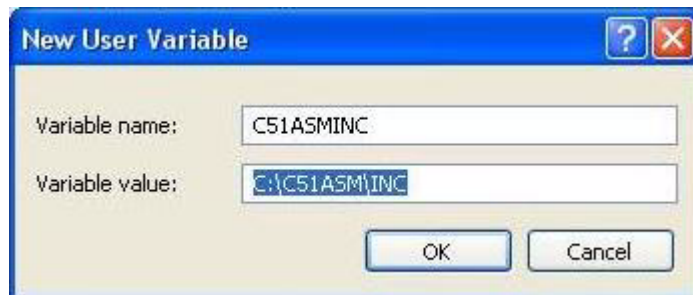 New User Variable
Variable name: C51ASMINC
Variable value: C:\C51ASM\INC
OK Cancel